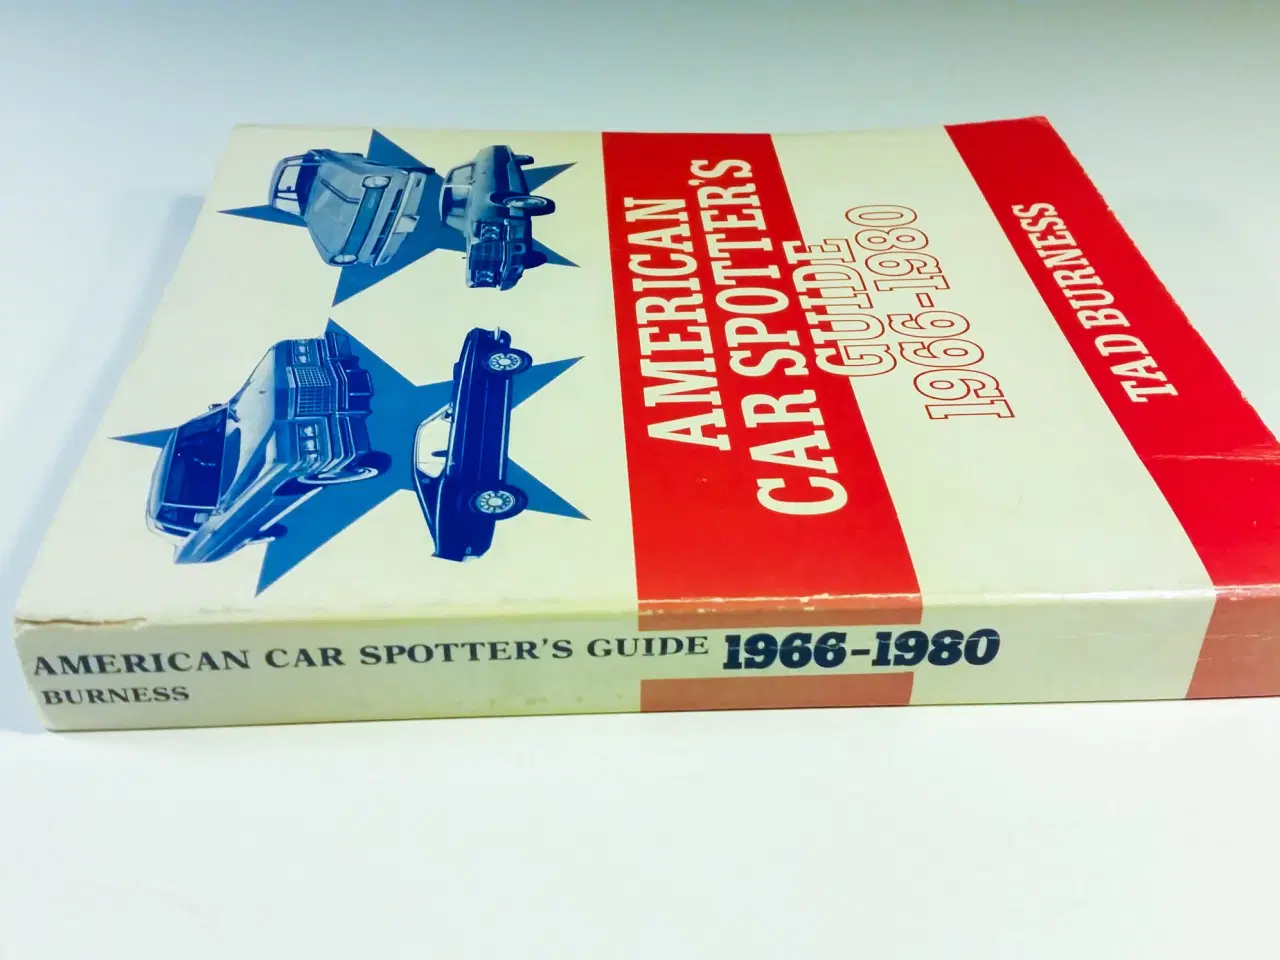 AMERICAN
CAR SPOTTER'S
GUIDE
1966-1980
TAD BURNESS
AMERICAN CAR SPOTTER'S GUIDE 1966-1980
BURNESS